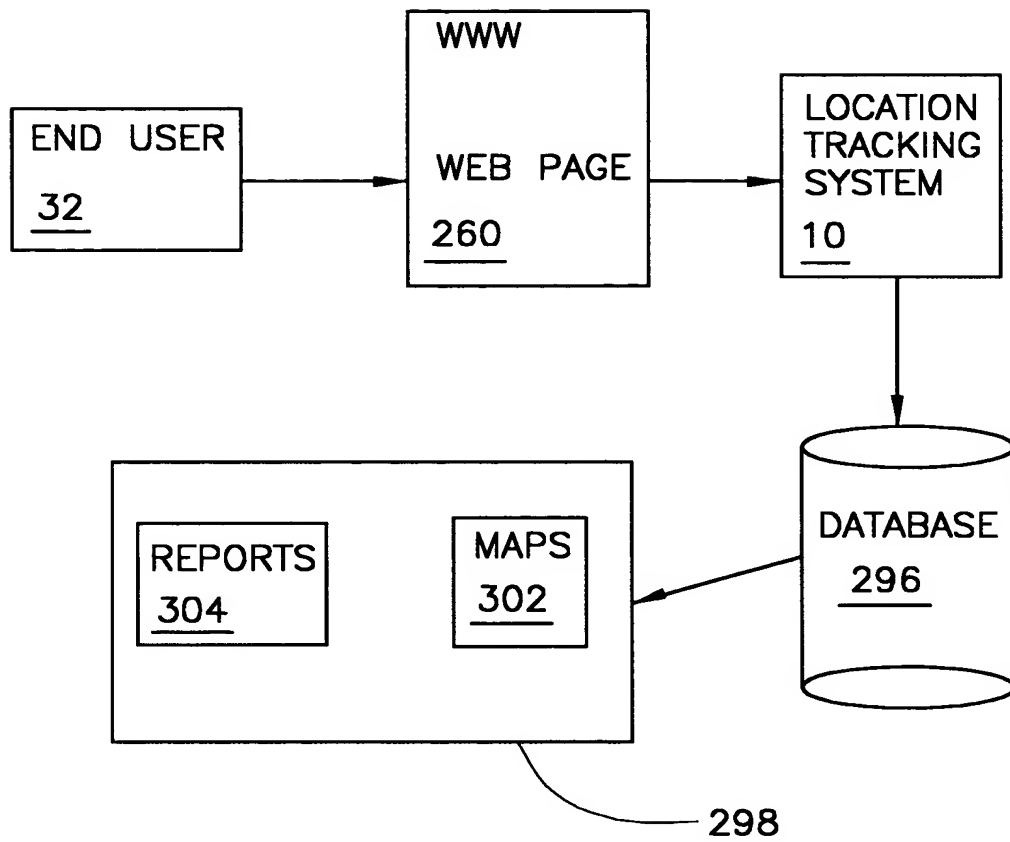 END USER
32
WWW
WEB PAGE
260
LOCATION
TRACKING
SYSTEM
10
DATABASE
296
MAPS
302
REPORTS
304
298